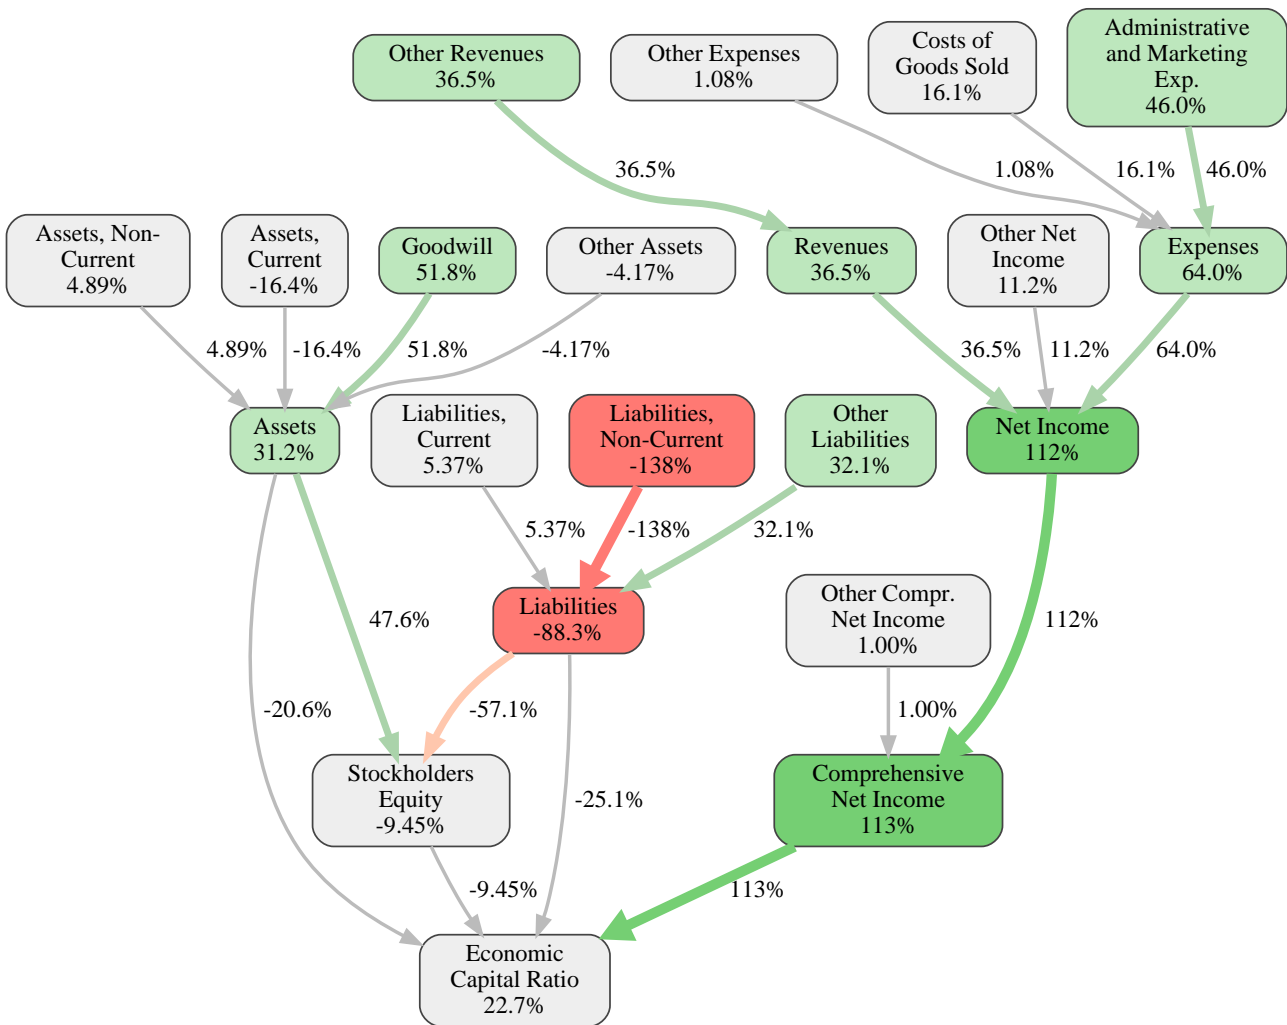 Other Revenues
36.5%
Other Expenses
1.08%
Costs of
Goods Sold
16.1%
Administrative
and Marketing
Exp.
46.0%
36.5%
1.08%
16.1%
46.0%
Assets, Non-
Current
4.89%
Assets,
Current
-16.4%
Goodwill
51.8%
Other Assets
-4.17%
Revenues
36.5%
Other Net
Income
11.2%
Expenses
64.0%
4.89%
-16.4%
51.8%
-4.17%
36.5%
11.2%
64.0%
Assets
31.2%
Liabilities,
Current
5.37%
Liabilities,
Non-Current
-138%
Other
Liabilities
32.1%
Net Income
112%
5.37%
-138%
32.1%
47.6%
Liabilities
-88.3%
Other Compr.
Net Income
1.00%
112%
-20.6%
-57.1%
1.00%
Stockholders
Equity
-9.45%
-25.1%
Comprehensive
Net Income
113%
-9.45%
113%
Economic
Capital Ratio
22.7%